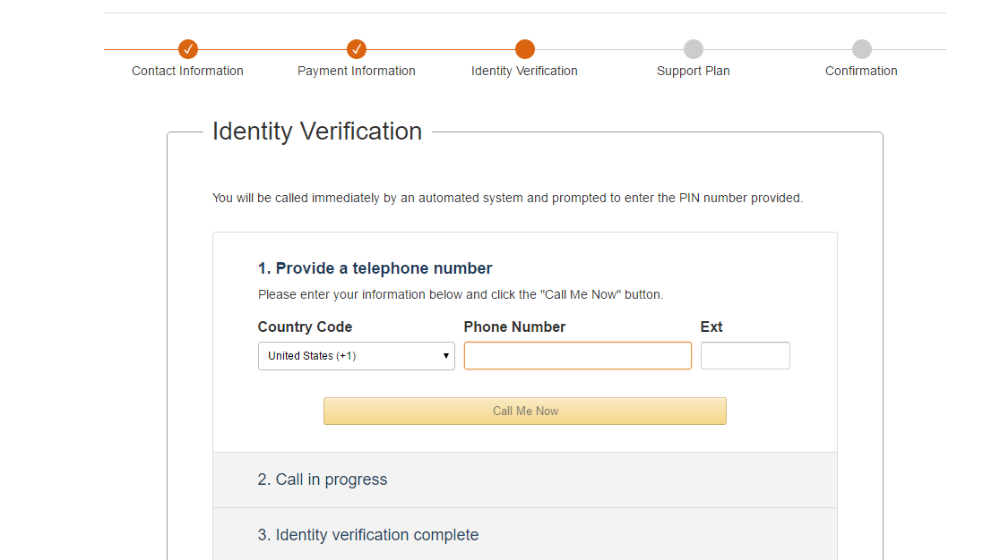 Contact Information Payment Information Identity Verification Support Plan Confirmation
Identity Verification
You will be called immediately by an automated system and prompted to enter the PIN number provided.
1. Provide a telephone number
Please enter your information below and click the "Call Me Now" button.
Country Code Phone Number Ext
United States (+1)
Call Me Now
2. Call in progress
3. Identity verification complete